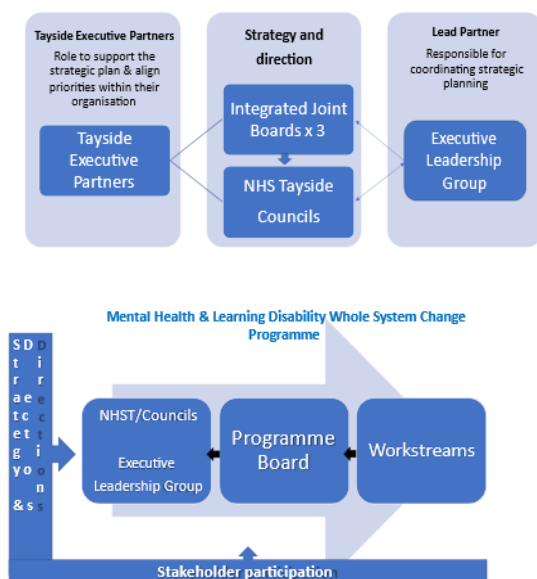 Tayside Executive Partners
Role to support the
strategic plan & align
priorities within their
organisation
Tayside
Executive
Partners
Strategy and
direction
Integrated Joint
Boards x 3
NHS Tayside
Councils
Lead Partner
Responsible for
coordinating strategic
planning
Executive
Leadership
Group
Mental Health & Learning Disability Whole System Change
Programme
Strategy &
Directions
NHST/Councils
Executive
Leadership Group
Programme
Board
Workstreams
Stakeholder participation